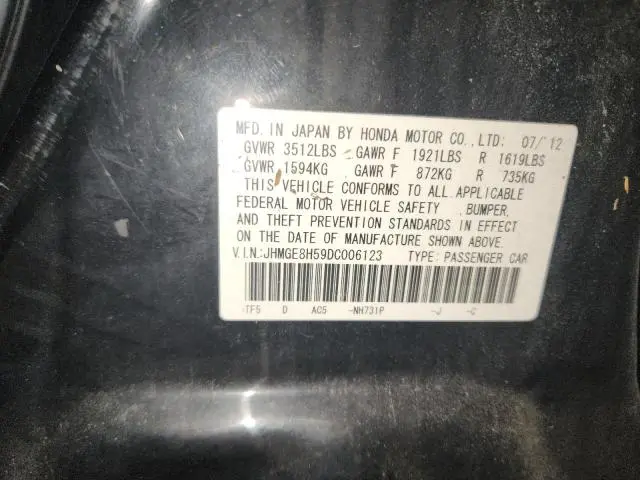 MFD. IN JAPAN BY HONDA MOTOR CO., LTD: 07/'12
GVWR 3512LBS GAWR F 1921LBS R 1619LBS
GVWR 1594KG GAWR F 872KG R 735KG
THIS VEHICLE CONFORMS TO ALL APPLICABLE
FEDERAL MOTOR VEHICLE SAFETY, BUMPER,
AND THEFT PREVENTION STANDARDS IN EFFECT
ON THE DATE OF MANUFACTURE SHOWN ABOVE.
V.I.N.:JHMGE8H59DC006123 TYPE: PASSENGER CAR
TF5 D AC5 -NH731P -J -C